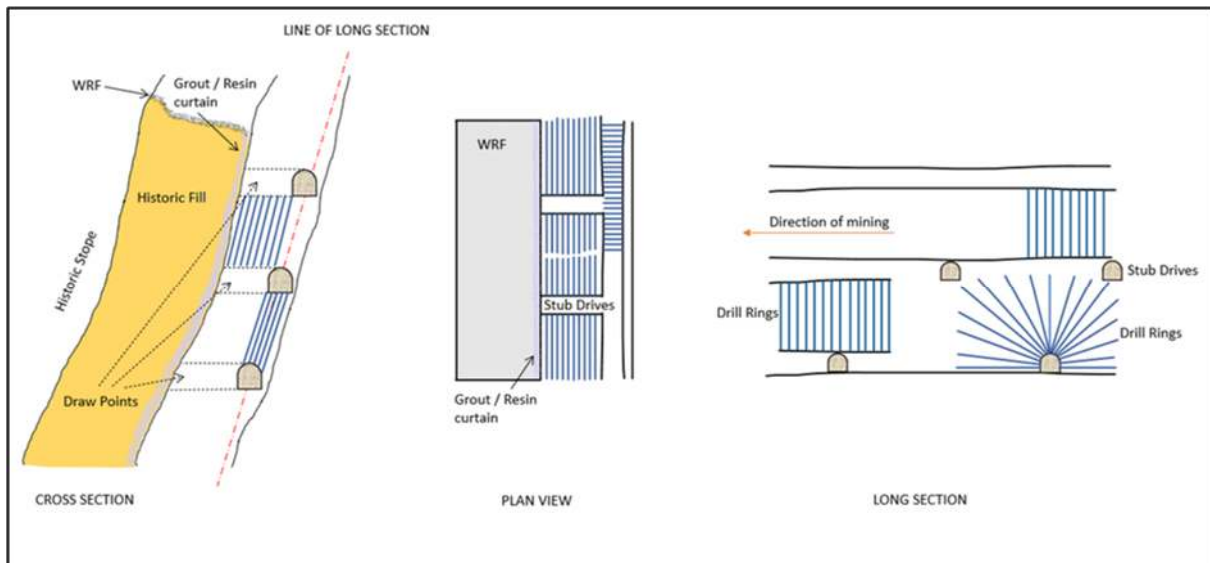 LINE OF LONG SECTION
WRF
Grout / Resin
curtain
Historic Fill
Historic Stope
Draw Points
CROSS SECTION
WRF
Stub Drives
Grout / Resin
curtain
PLAN VIEW
Direction of mining
Stub Drives
Drill Rings
Drill Rings
LONG SECTION